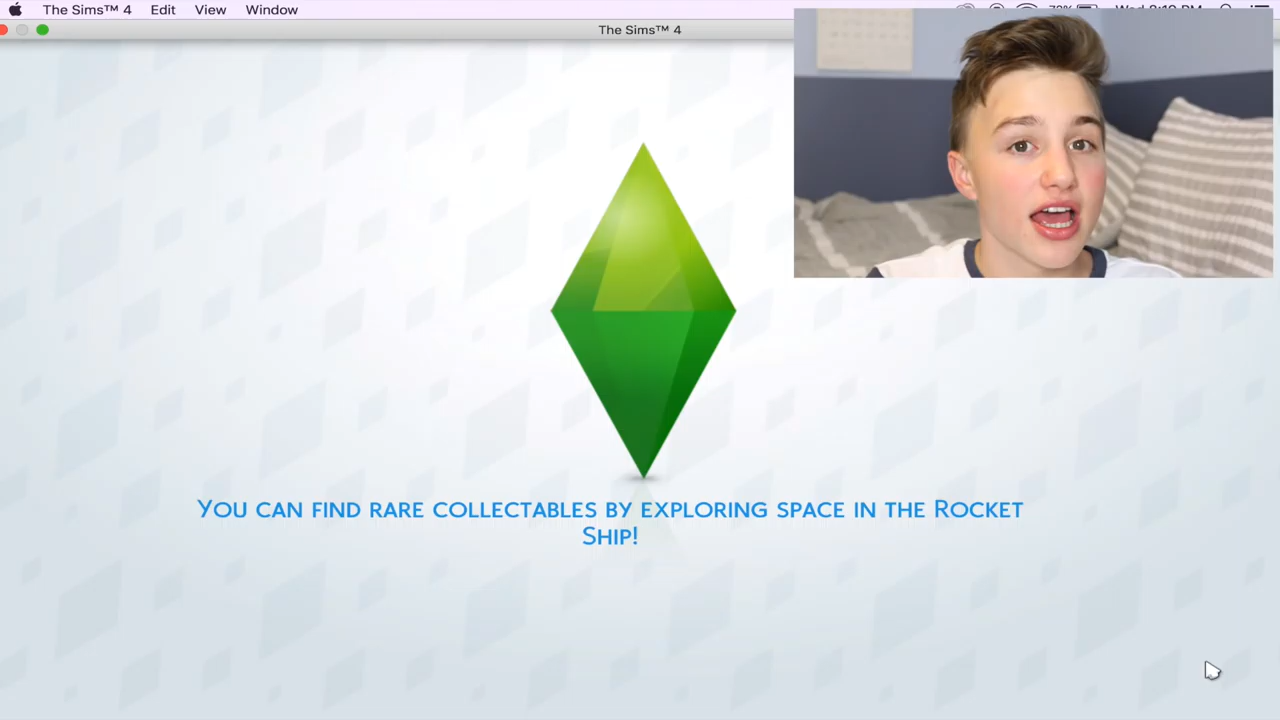 The Sims™ 4 Edit View Window
The Sims™ 4
YOU CAN FIND RARE COLLECTABLES BY EXPLORING SPACE IN THE ROCKET
SHIP!